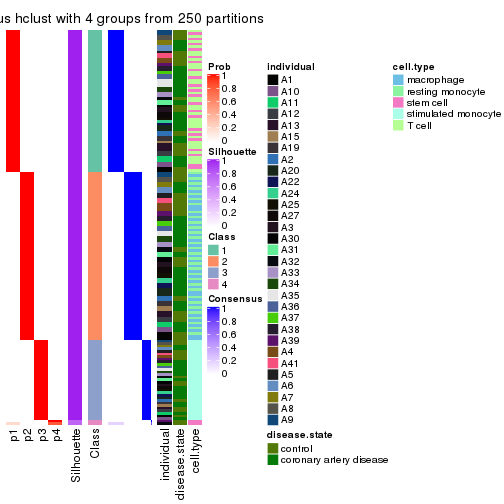 us hclust with 4 groups from 250 partitions
p1
p2
p3
p4
Silhouette
Class
individual
disease.state
cell.type
Prob
1
0.8
0.6
0.4
0.2
0
Silhouette
1
0.8
0.6
0.4
0.2
0
Class
1
2
3
4
Consensus
1
0.8
0.6
0.4
0.2
0
individual
A1
A10
A11
A12
A13
A15
A19
A2
A20
A22
A24
A25
A27
A3
A30
A31
A32
A33
A34
A35
A36
A37
A38
A39
A4
A41
A5
A6
A7
A8
A9
disease.state
control
coronary artery disease
cell.type
macrophage
resting monocyte
stem cell
stimulated monocyte
T cell